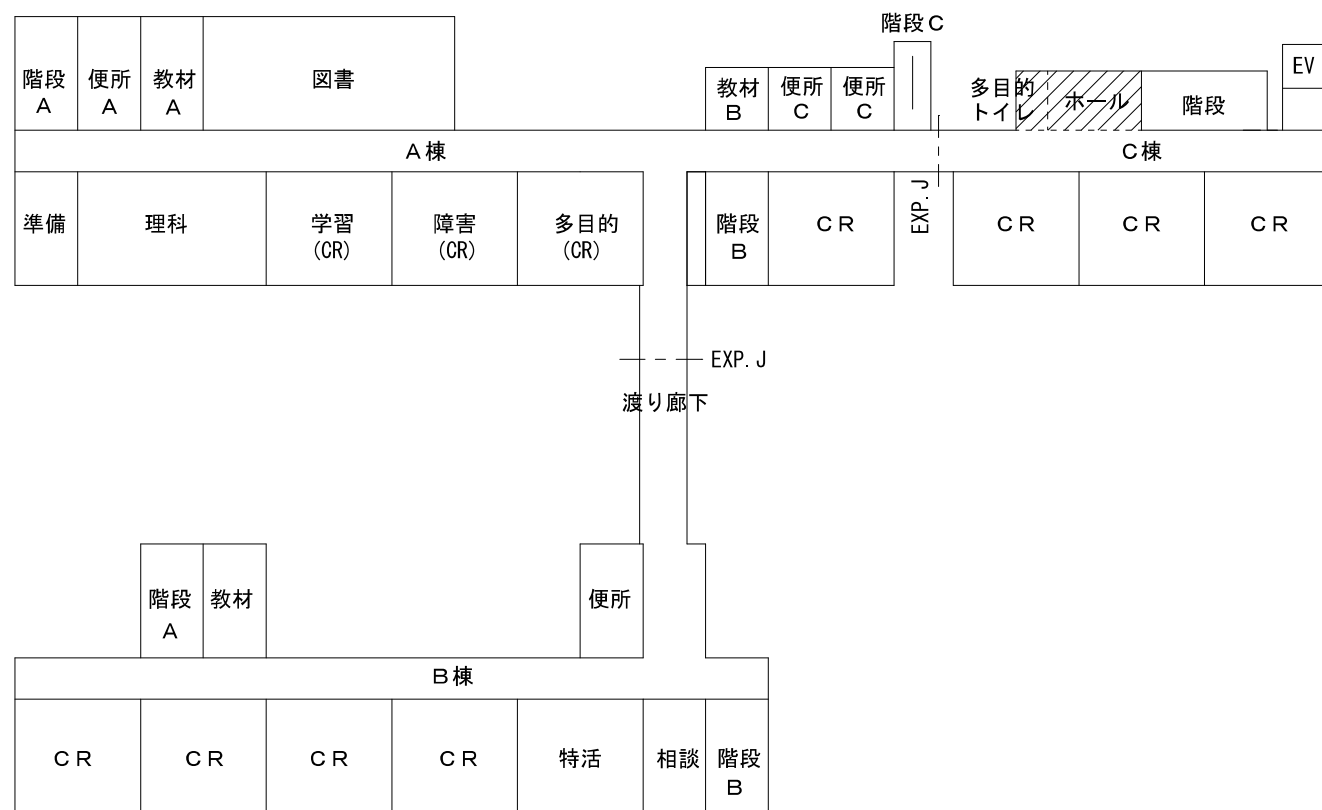 階段C
階段
A
便所
A
教材
A
図書
教材
B
便所
C
便所
C
多目的
トイレ
ホール
階段
EV
A棟
C棟
準備
理科
学習
(CR)
障害
(CR)
多目的
(CR)
階段
B
CR
EXP.J
CR
CR
CR
EXP.J
渡り廊下
階段
A
教材
便所
B棟
CR
CR
CR
CR
特活
相談
階段
B